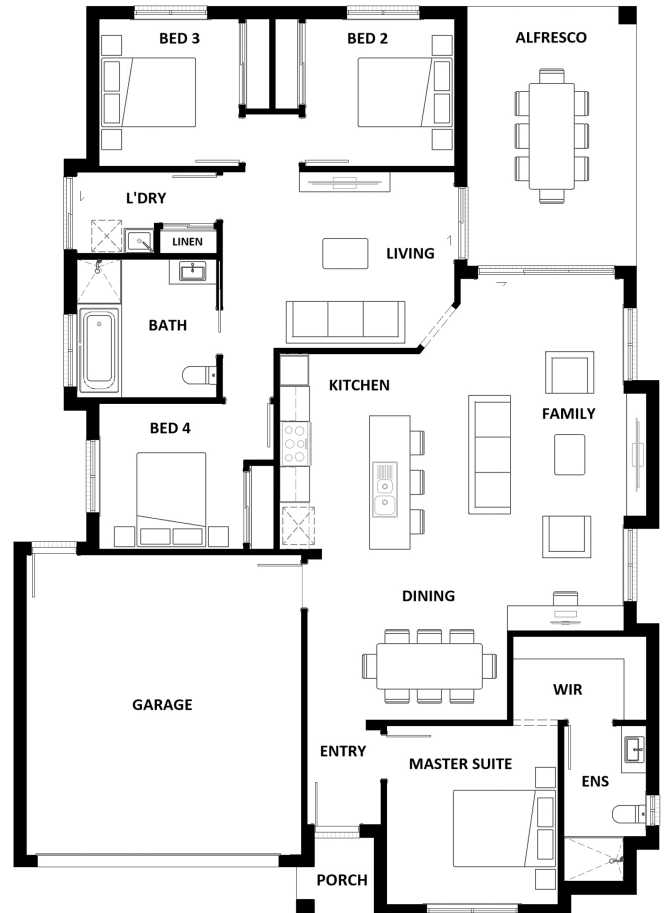 BED 3
BED 2
ALFRESCO
L'DRY
LINEN
LIVING
BATH
KITCHEN
FAMILY
BED 4
DINING
WIR
GARAGE
ENTRY
MASTER SUITE
ENS
PORCH